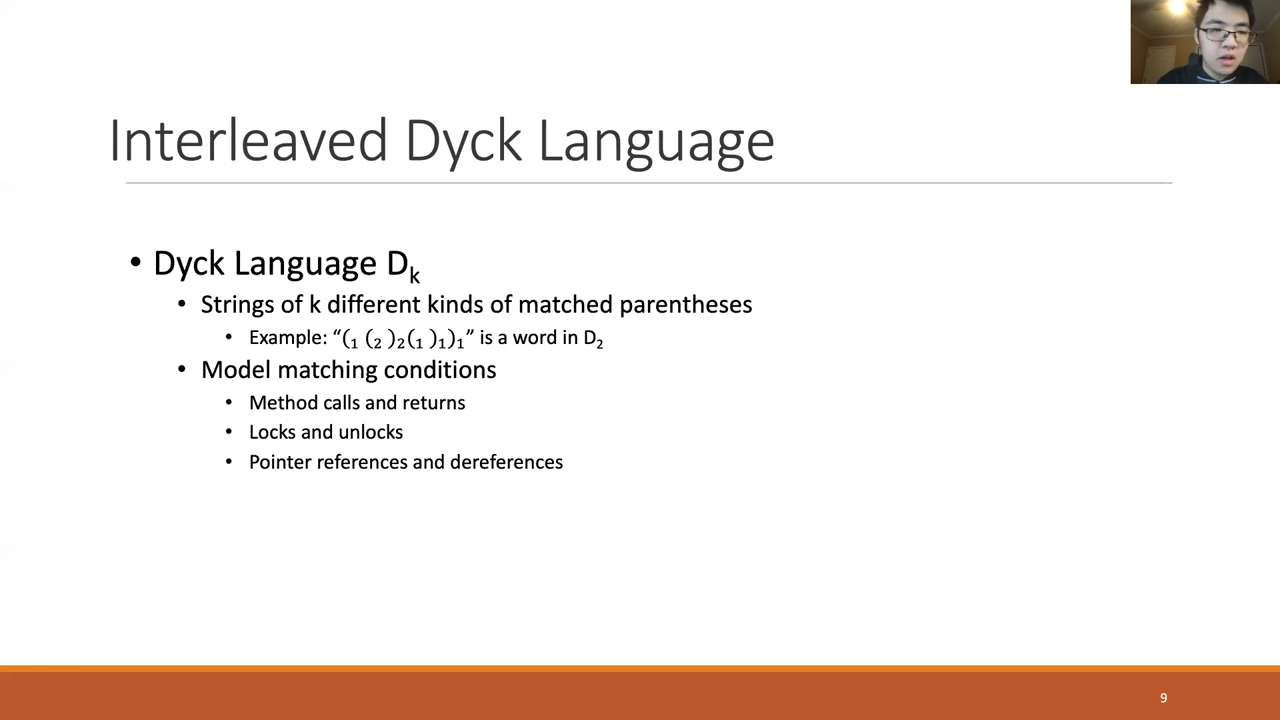 Interleaved Dyck Language
• Dyck Language Dₖ
• Strings of k different kinds of matched parentheses
• Example: “(₁ (₂ )₂(₁ )₁)₁” is a word in D₂
• Model matching conditions
• Method calls and returns
• Locks and unlocks
• Pointer references and dereferences
9